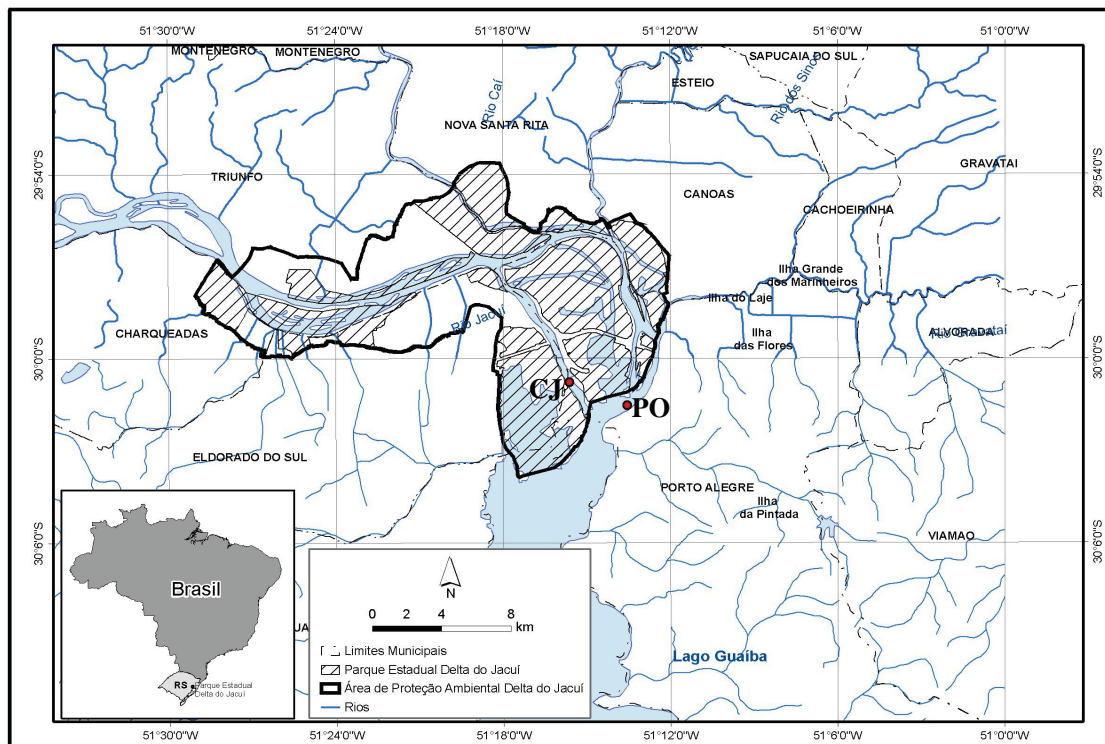 51°30'0"W 51°24'0"W 51°18'0"W 51°12'0"W 51°6'0"W 51°0'0"W
MONTENEGRO MONTENEGRO
SAPUCAIA DO SUL
ESTEIO
Rio dos Sinos
Rio Caí
NOVA SANTA RITA
29°54'0"S
29°54'0"S
GRAVATAI
TRIUNFO
CANOAS
CACHOEIRINHA
Ilha Grande
dos Marinheiros
Ilha do Laje
Rio Jacuí
CHARQUEADAS
Ilha
das Flores
ALVORADA
Rio Gravataí
30°0'0"S
30°0'0"S
CJ
PO
ELDORADO DO SUL
PORTO ALEGRE
Ilha
da Pintada
VIAMAO
30°6'0"S
30°6'0"S
Brasil
RS
Parque Estadual
Delta do Jacuí
UA
N
0 4 8
km
Limites Municipais
Parque Estadual Delta do Jacuí
Área de Proteção Ambiental Delta do Jacuí
Rios
Lago Guaíba
51°30'0"W 51°24'0"W 51°18'0"W 51°12'0"W 51°6'0"W 51°0'0"W